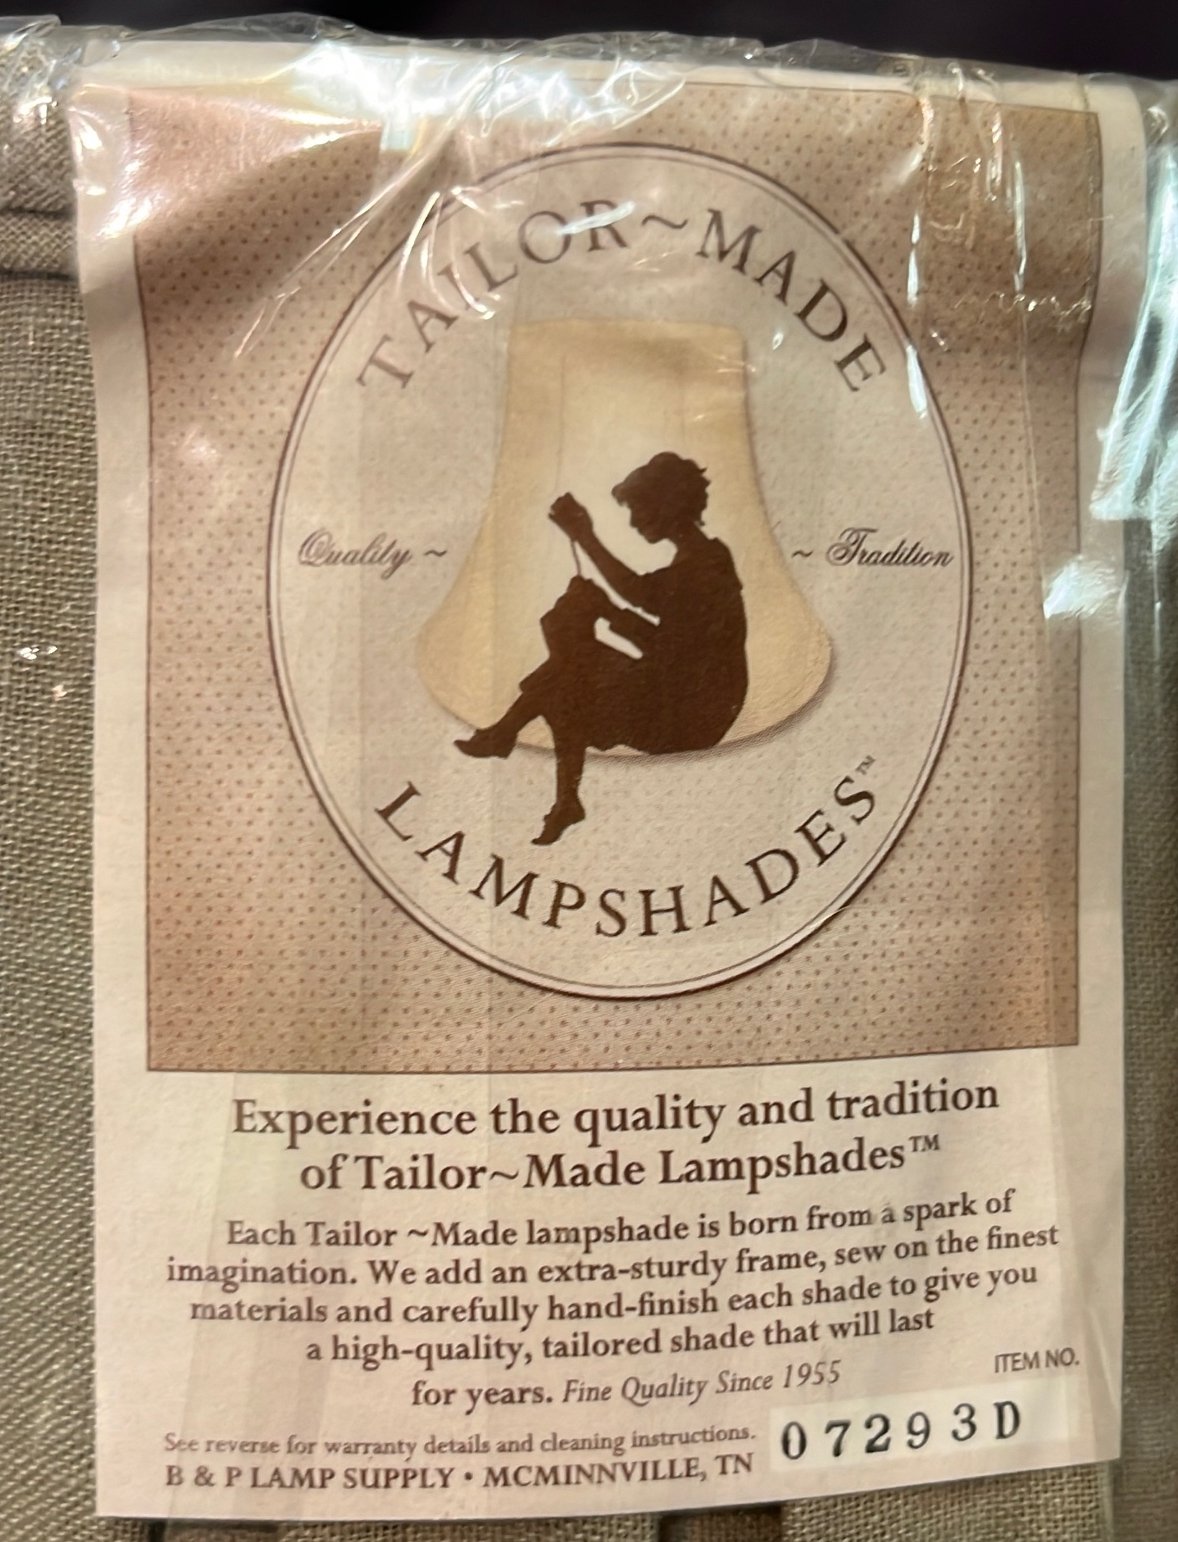 TAILOR~MADE
Quality ~ ~ Tradition
LAMPSHADES™
Experience the quality and tradition
of Tailor~Made Lampshades™
Each Tailor ~Made lampshade is born from a spark of
imagination. We add an extra-sturdy frame, sew on the finest
materials and carefully hand-finish each shade to give you
a high-quality, tailored shade that will last
for years. Fine Quality Since 1955
ITEM NO.
See reverse for warranty details and cleaning instructions.
B & P LAMP SUPPLY • MCMINNVILLE, TN
07293D